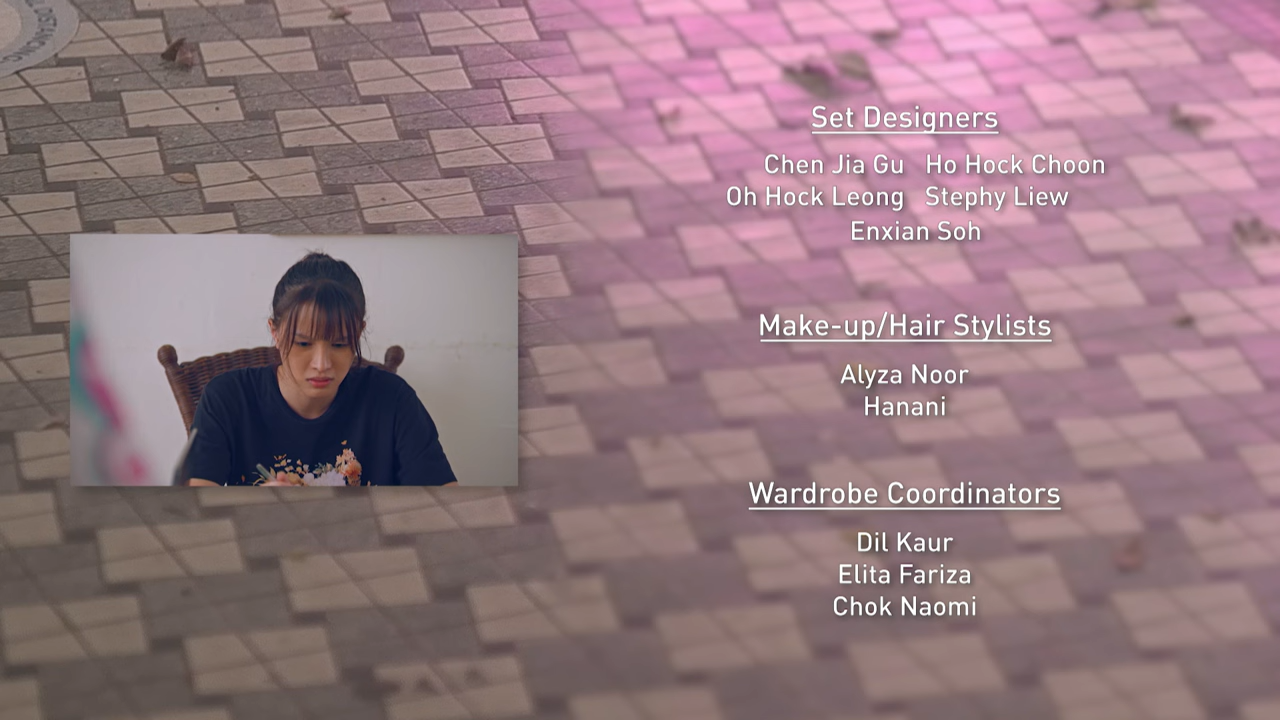 Set Designers
Chen Jia Gu Ho Hock Choon
Oh Hock Leong Stephy Liew
Enxian Soh
Make-up/Hair Stylists
Alyza Noor
Hanani
Wardrobe Coordinators
Dil Kaur
Elita Fariza
Chok Naomi